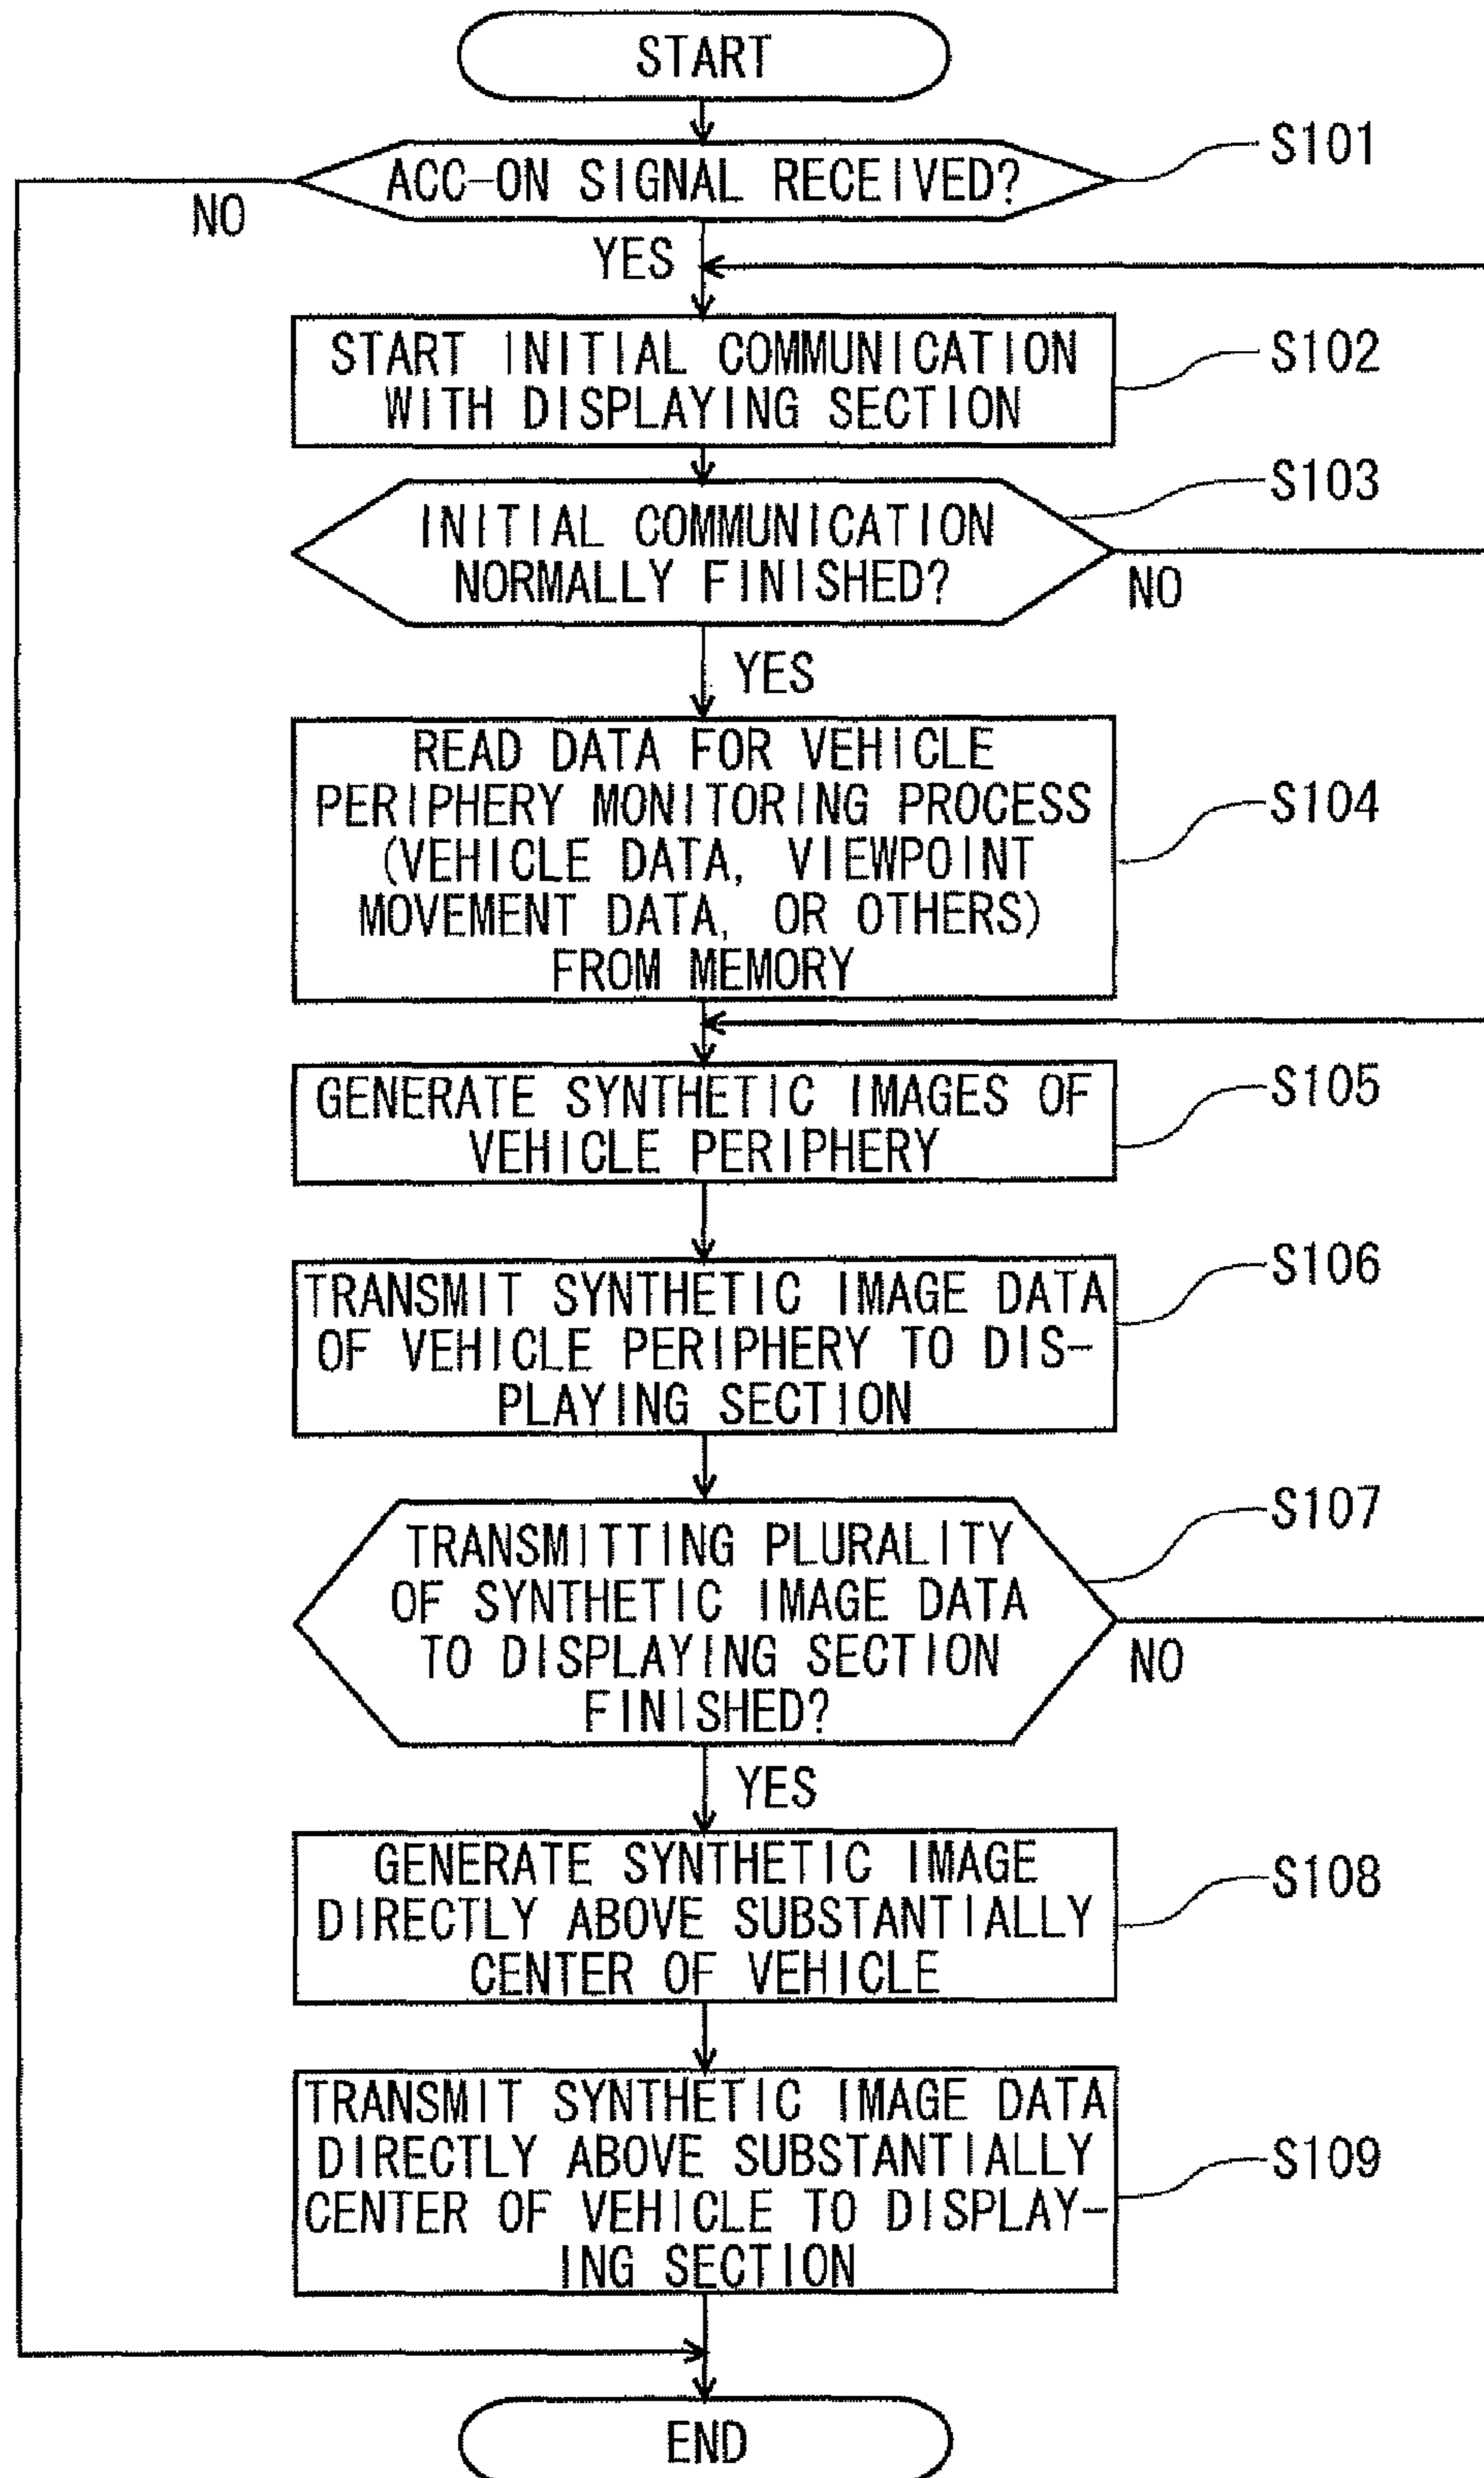 START
ACC-ON SIGNAL RECEIVED?
S101
NO
YES
START INITIAL COMMUNICATION
WITH DISPLAYING SECTION
S102
INITIAL COMMUNICATION
NORMALLY FINISHED?
S103
NO
YES
READ DATA FOR VEHICLE
PERIPHERY MONITORING PROCESS
(VEHICLE DATA, VIEWPOINT
MOVEMENT DATA, OR OTHERS)
FROM MEMORY
S104
GENERATE SYNTHETIC IMAGES OF
VEHICLE PERIPHERY
S105
TRANSMIT SYNTHETIC IMAGE DATA
OF VEHICLE PERIPHERY TO DIS-
PLAYING SECTION
S106
TRANSMITTING PLURALITY
OF SYNTHETIC IMAGE DATA
TO DISPLAYING SECTION
FINISHED?
S107
NO
YES
GENERATE SYNTHETIC IMAGE
DIRECTLY ABOVE SUBSTANTIALLY
CENTER OF VEHICLE
S108
TRANSMIT SYNTHETIC IMAGE DATA
DIRECTLY ABOVE SUBSTANTIALLY
CENTER OF VEHICLE TO DISPLAY-
ING SECTION
S109
END